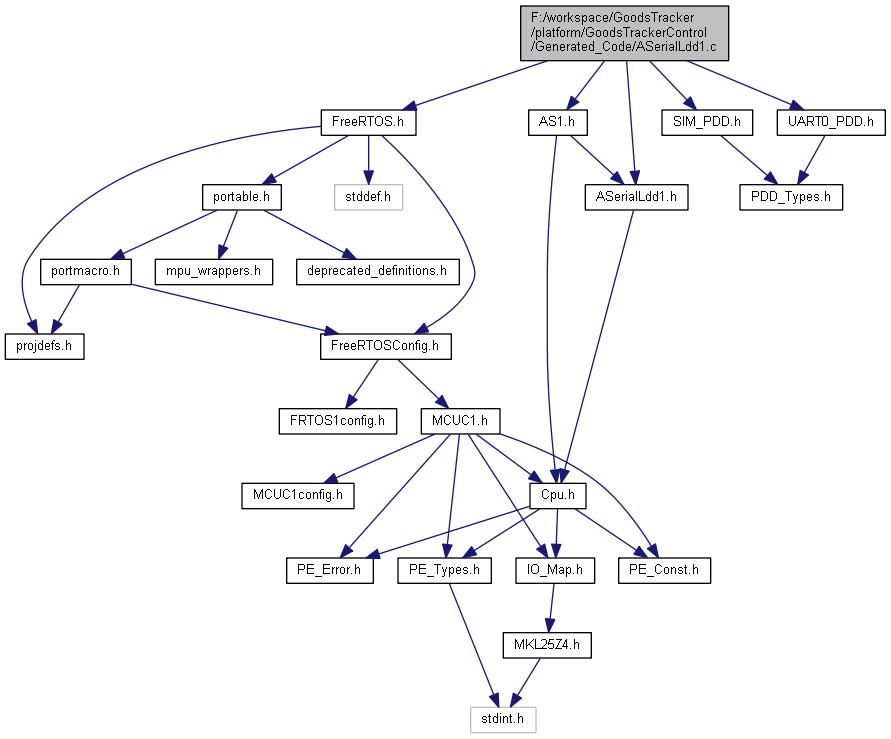 F:/workspace/GoodsTracker
/platform/GoodsTrackerControl
/Generated_Code/ASerialLdd1.c
FreeRTOS.h
AS1.h
SIM_PDD.h
UART0_PDD.h
portable.h
stddef.h
ASerialLdd1.h
PDD_Types.h
portmacro.h
mpu_wrappers.h
deprecated_definitions.h
projdefs.h
FreeRTOSConfig.h
FRTOS1config.h
MCUC1.h
MCUC1config.h
Cpu.h
PE_Error.h
PE_Types.h
IO_Map.h
PE_Const.h
MKL25Z4.h
stdint.h